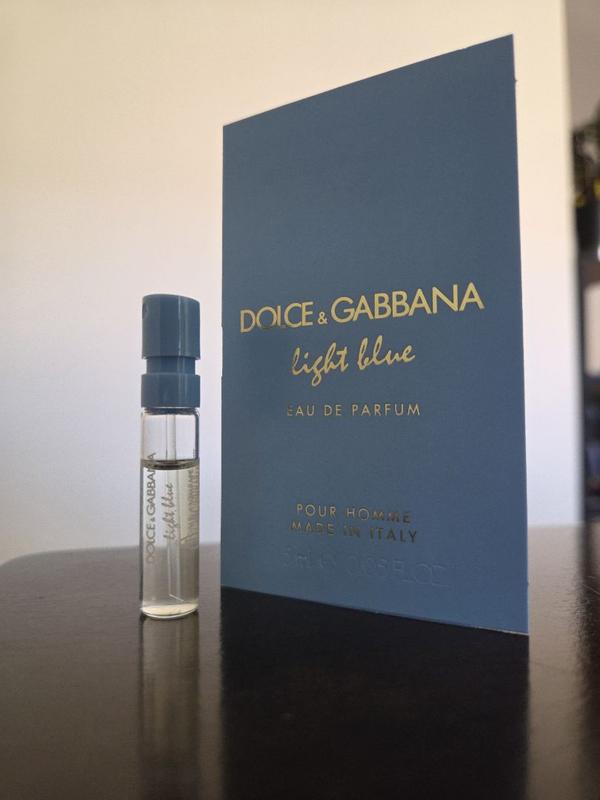 DOLCE & GABBANA
light blue
EAU DE PARFUM
POUR HOMME
MADE IN ITALY
DOLCE & GABBANA
light blue